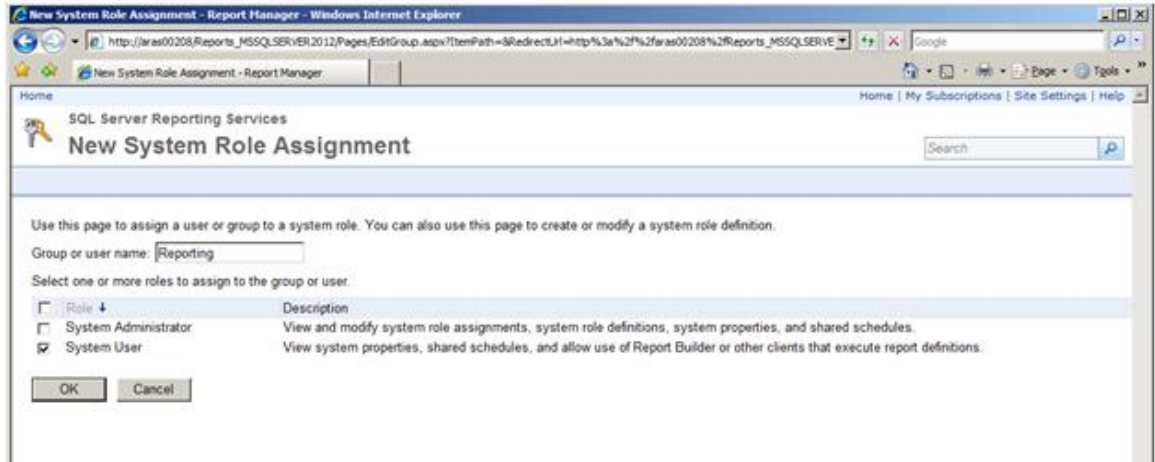 New System Role Assignment - Report Manager - Windows Internet Explorer
http://aras00208/Reports_MSSQLSERVER2012/Pages/EditGroup.aspx?ItemPath=&RedirectUrl=http%3a%2f%2faras00208%2fReports_MSSQLSERVE
Google
New System Role Assignment - Report Manager
Page
Tools
Home
Home | My Subscriptions | Site Settings | Help
SQL Server Reporting Services
New System Role Assignment
Search
Use this page to assign a user or group to a system role. You can also use this page to create or modify a system role definition.
Group or user name: Reporting
Select one or more roles to assign to the group or user.
Role Description
System Administrator View and modify system role assignments, system role definitions, system properties, and shared schedules.
System User View system properties, shared schedules, and allow use of Report Builder or other clients that execute report definitions.
OK Cancel